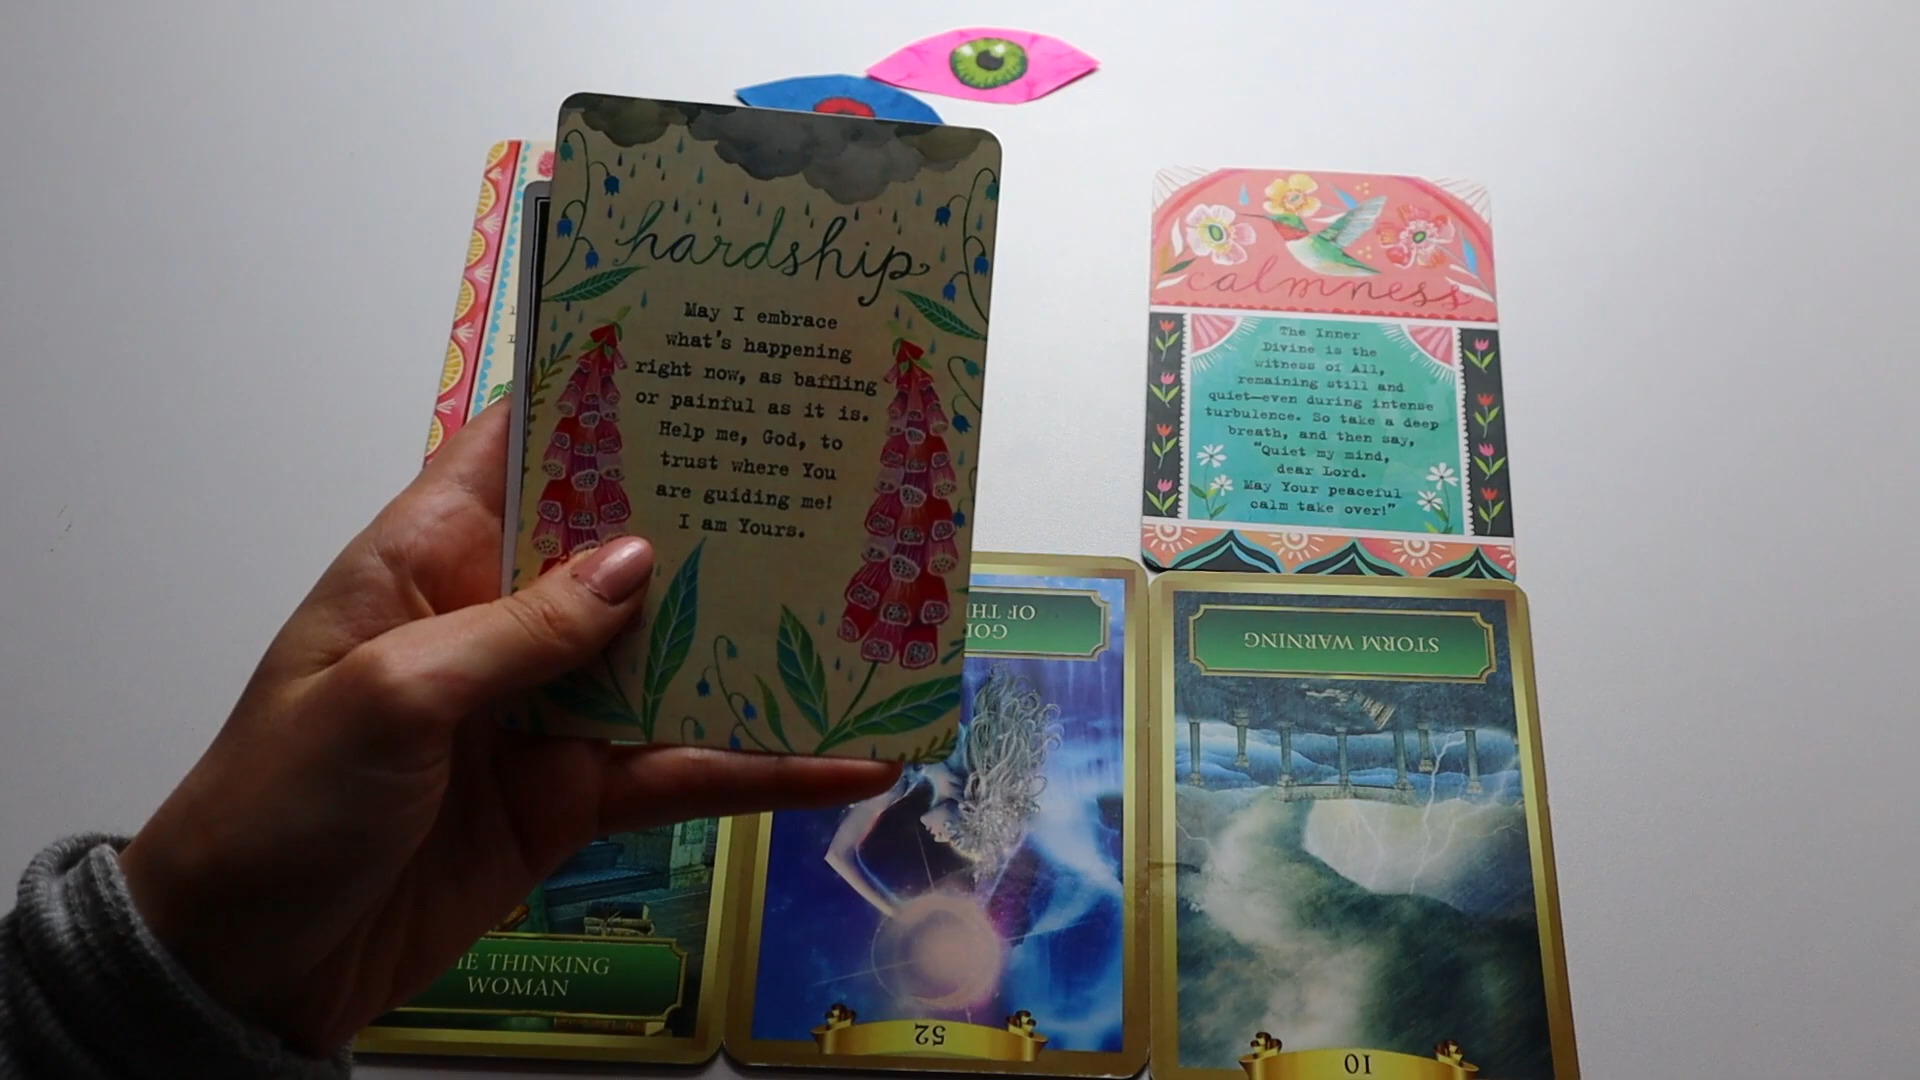 hardship
May I embrace
what's happening
right now, as baffling
or painful as it is.
Help me, God, to
trust where You
are guiding me!
I am Yours.
calmness
The Inner
Divine is the
witness of All,
remaining still and
quiet—even during intense
turbulence. So take a deep
breath, and then say,
"Quiet my mind,
dear Lord.
May Your peaceful
calm take over!"
THINKING
WOMAN
OF
52
STORM WARNING
10